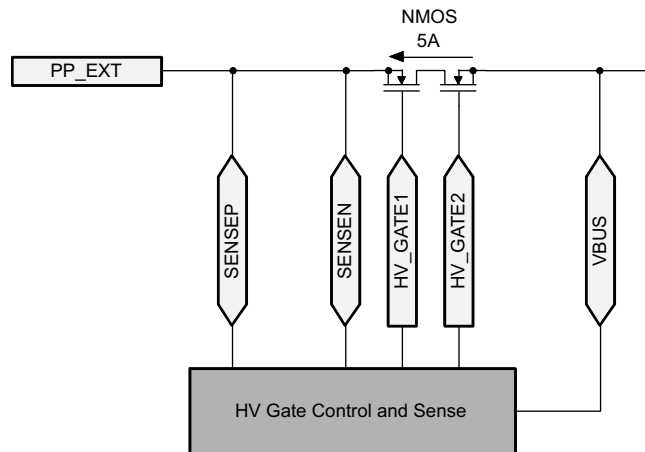 NMOS
5A
PP_EXT
SENSEP
SENSEN
HV_GATE1
HV_GATE2
VBUS
HV Gate Control and Sense